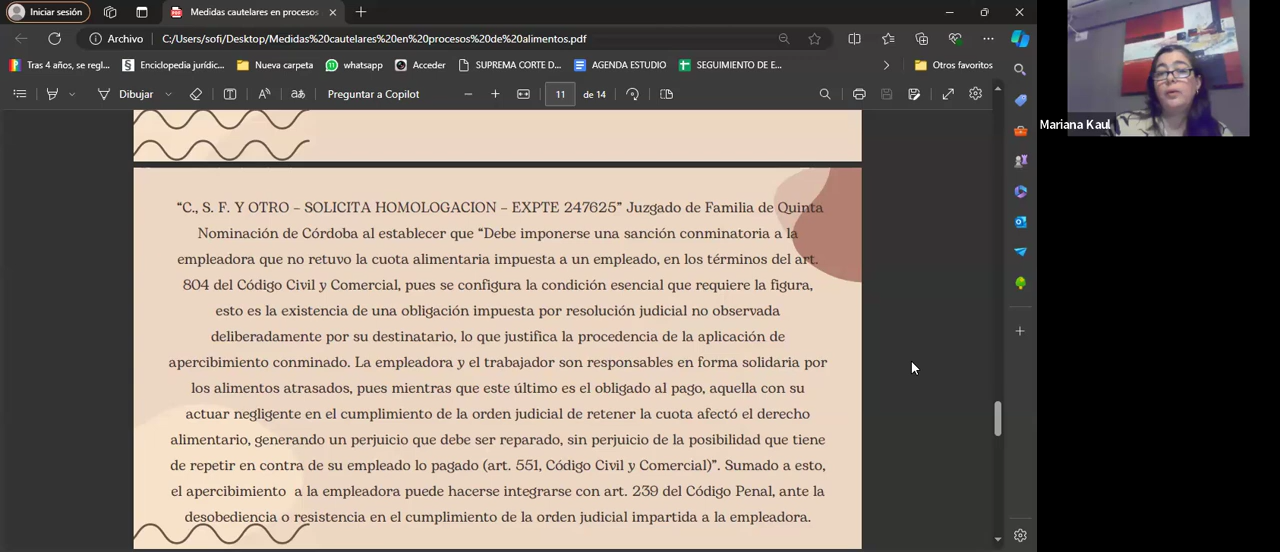 Iniciar sesión
Medidas cautelares en procesos
Archivo
C:/Users/sofi/Desktop/Medidas%20cautelares%20en%20procesos%20de%20alimentos.pdf
Tras 4 años, se regl...
Enciclopedia jurídic...
Nueva carpeta
whatsapp
Acceder
SUPREMA CORTE D...
AGENDA ESTUDIO
SEGUIMIENTO DE E...
Otros favoritos
Dibujar
Preguntar a Copilot
11
de 14
Mariana Kaul
“C., S. F. Y OTRO – SOLICITA HOMOLOGACION – EXPTE 247625” Juzgado de Familia de Quinta
Nominación de Córdoba al establecer que “Debe imponerse una sanción conminatoria a la
empleadora que no retuvo la cuota alimentaria impuesta a un empleado, en los términos del art.
804 del Código Civil y Comercial, pues se configura la condición esencial que requiere la figura,
esto es la existencia de una obligación impuesta por resolución judicial no observada
deliberadamente por su destinatario, lo que justifica la procedencia de la aplicación de
apercibimiento conminado. La empleadora y el trabajador son responsables en forma solidaria por
los alimentos atrasados, pues mientras que este último es el obligado al pago, aquella con su
actuar negligente en el cumplimiento de la orden judicial de retener la cuota afectó el derecho
alimentario, generando un perjuicio que debe ser reparado, sin perjuicio de la posibilidad que tiene
de repetir en contra de su empleado lo pagado (art. 551, Código Civil y Comercial)”. Sumado a esto,
el apercibimiento a la empleadora puede hacerse integrarse con art. 239 del Código Penal, ante la
desobediencia o resistencia en el cumplimiento de la orden judicial impartida a la empleadora.